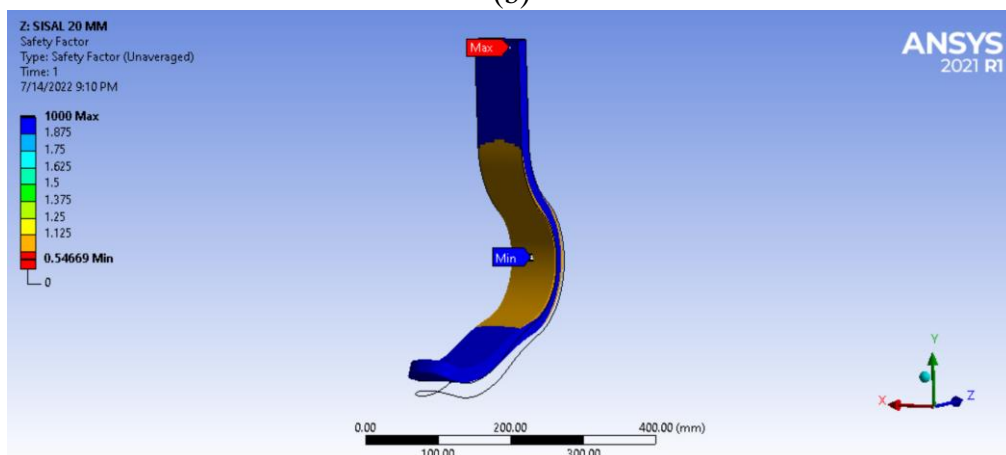 (b)
Z: SISAL 20 MM
Safety Factor
Type: Safety Factor (Unaveraged)
Time: 1
7/14/2022 9:10 PM
1000 Max
1.875
1.75
1.625
1.5
1.375
1.25
1.125
0.54669 Min
0
Max
Min
ANSYS
2021 R1
Y
X
Z
0.00
200.00
400.00 (mm)
100.00
300.00